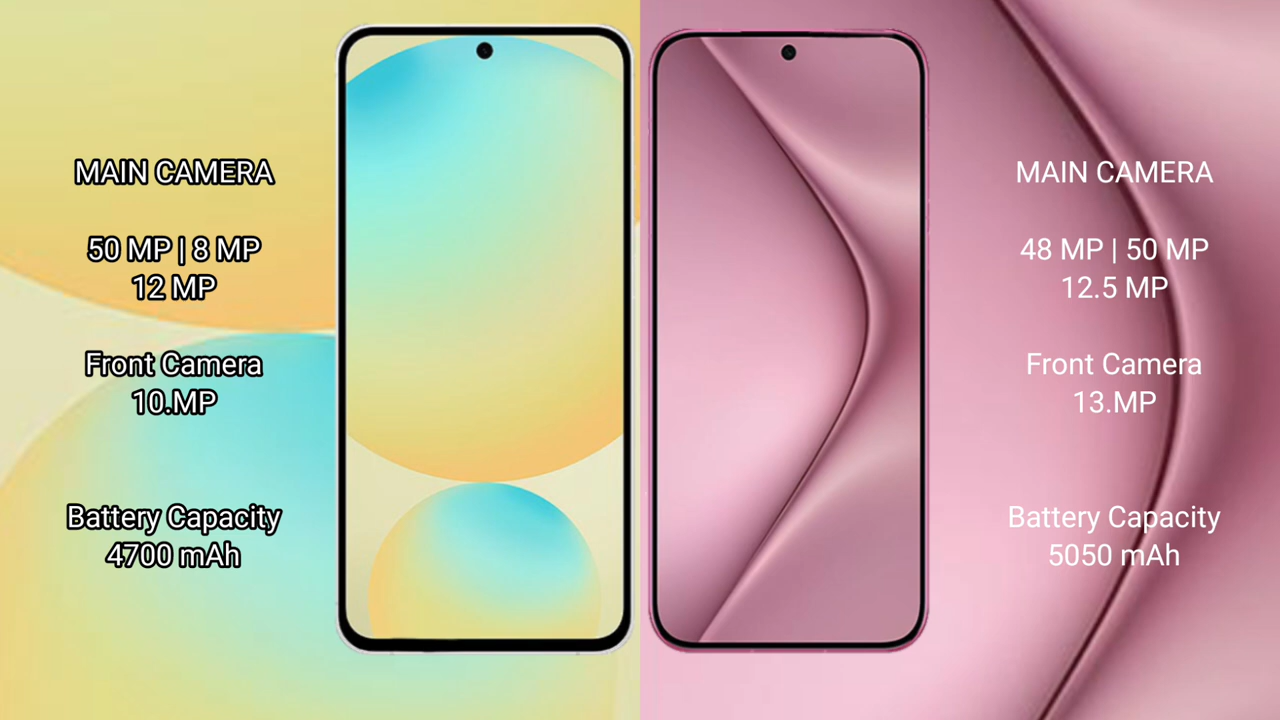 MAIN CAMERA
50 MP | 8 MP
12 MP
Front Camera
10.MP
Battery Capacity
4700 mAh
MAIN CAMERA
48 MP | 50 MP
12.5 MP
Front Camera
13.MP
Battery Capacity
5050 mAh